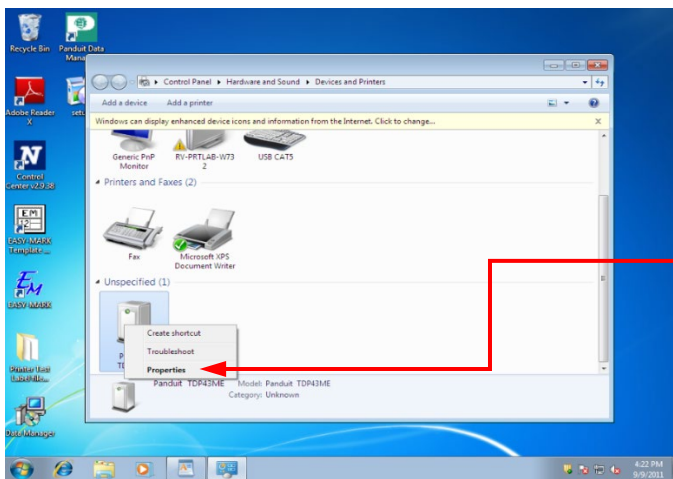 Recycle Bin
Panduit Data
Mana
Adobe Reader
X
setu
Control
Center v2.9.38
EM
12
EASY-MARK
Template ...
EM
EASY-MARK
Label File...
Data Manager
Control Panel ▸ Hardware and Sound ▸ Devices and Printers
Add a device Add a printer
Windows can display enhanced device icons and information from the Internet. Click to change...
Generic PnP
Monitor
RV-PRTLAB-W73
2
USB CAT5
Printers and Faxes (2)
Fax
Microsoft XPS
Document Writer
Unspecified (1)
P
TD
Create shortcut
Troubleshoot
Properties
Panduit TDP43ME Model: Panduit TDP43ME
Category: Unknown
4:22 PM
9/9/2011